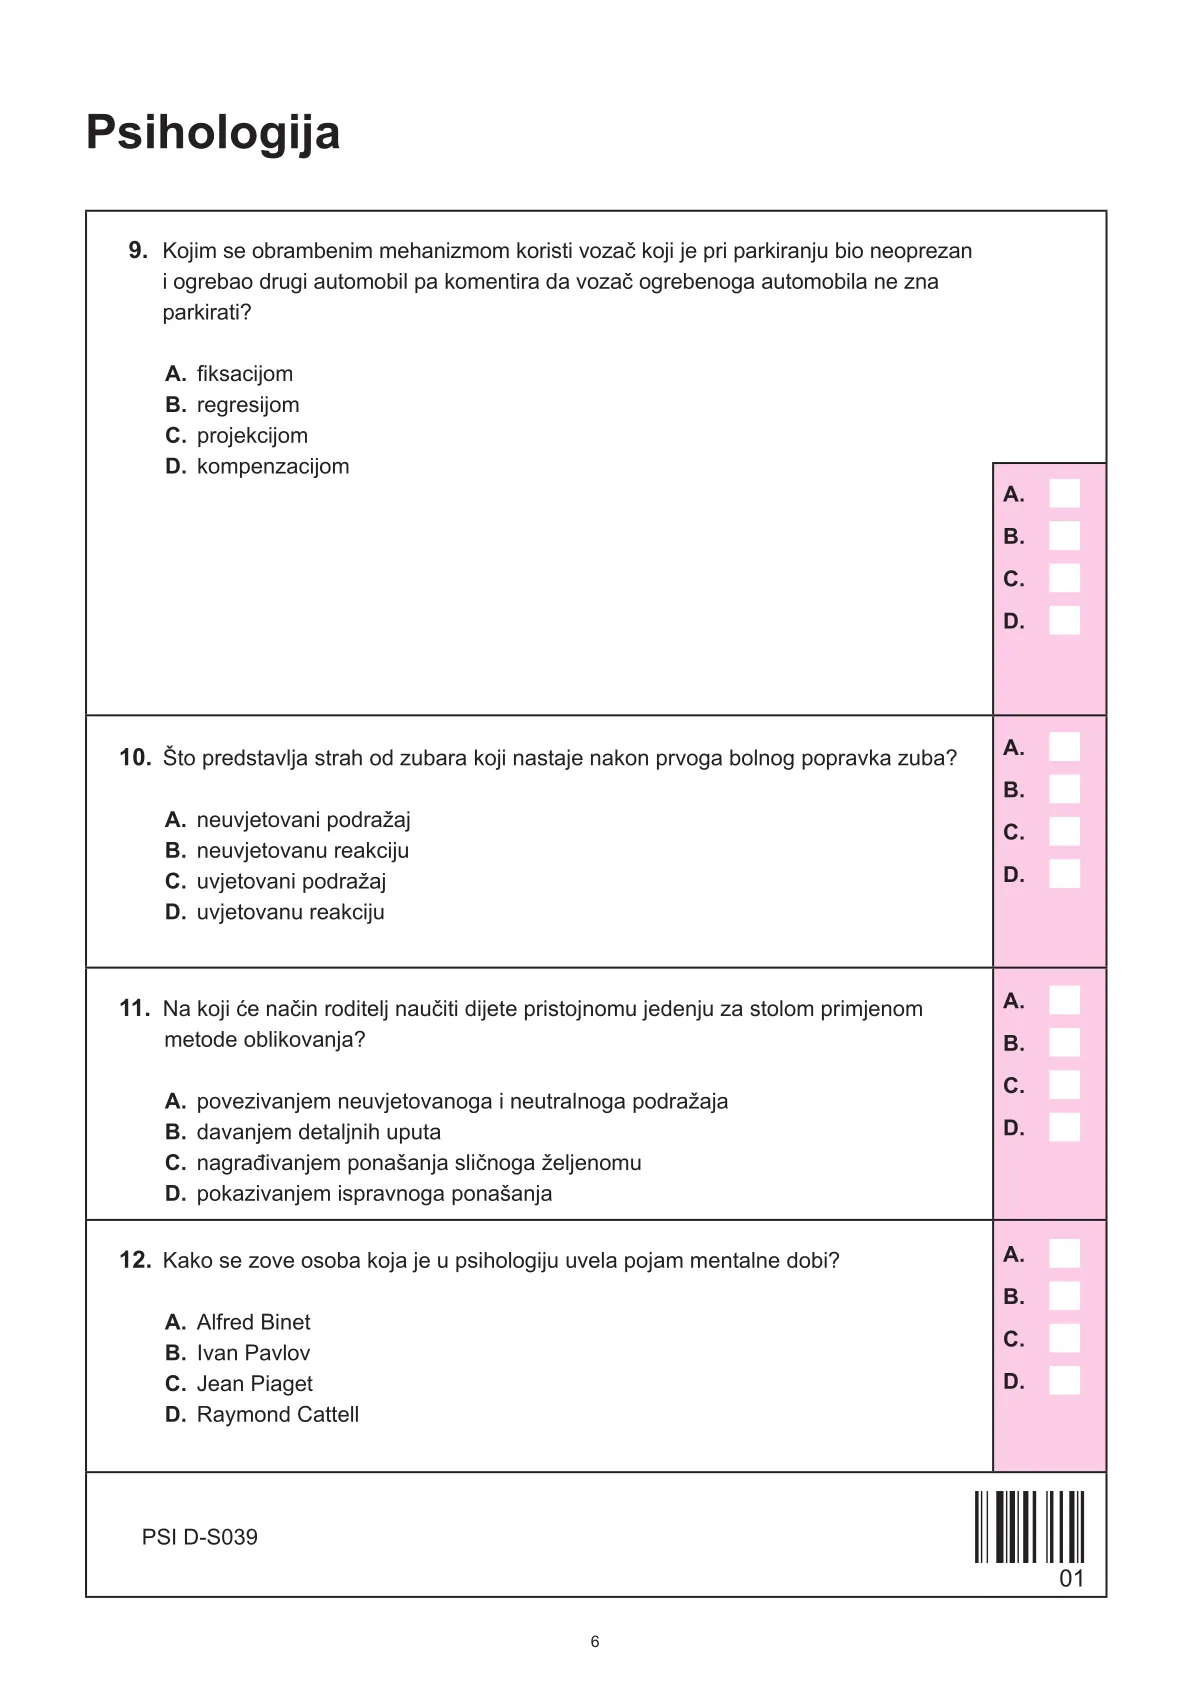 Psihologija
9. Kojim se obrambenim mehanizmom koristi vozač koji je pri parkiranju bio neoprezan
i ogrebao drugi automobil pa komentira da vozač ogrebenoga automobila ne zna
parkirati?
A. fiksacijom
B. regresijom
C. projekcijom
D. kompenzacijom
A.
B.
C.
D.
10. Što predstavlja strah od zubara koji nastaje nakon prvoga bolnog popravka zuba?
A. neuvjetovani podražaj
B. neuvjetovanu reakciju
C. uvjetovani podražaj
D. uvjetovanu reakciju
A.
B.
C.
D.
11. Na koji će način roditelj naučiti dijete pristojnomu jedenju za stolom primjenom
metode oblikovanja?
A. povezivanjem neuvjetovanoga i neutralnoga podražaja
B. davanjem detaljnih uputa
C. nagrađivanjem ponašanja sličnoga željenomu
D. pokazivanjem ispravnoga ponašanja
A.
B.
C.
D.
12. Kako se zove osoba koja je u psihologiju uvela pojam mentalne dobi?
A. Alfred Binet
B. Ivan Pavlov
C. Jean Piaget
D. Raymond Cattell
A.
B.
C.
D.
PSI D-S039
01
6